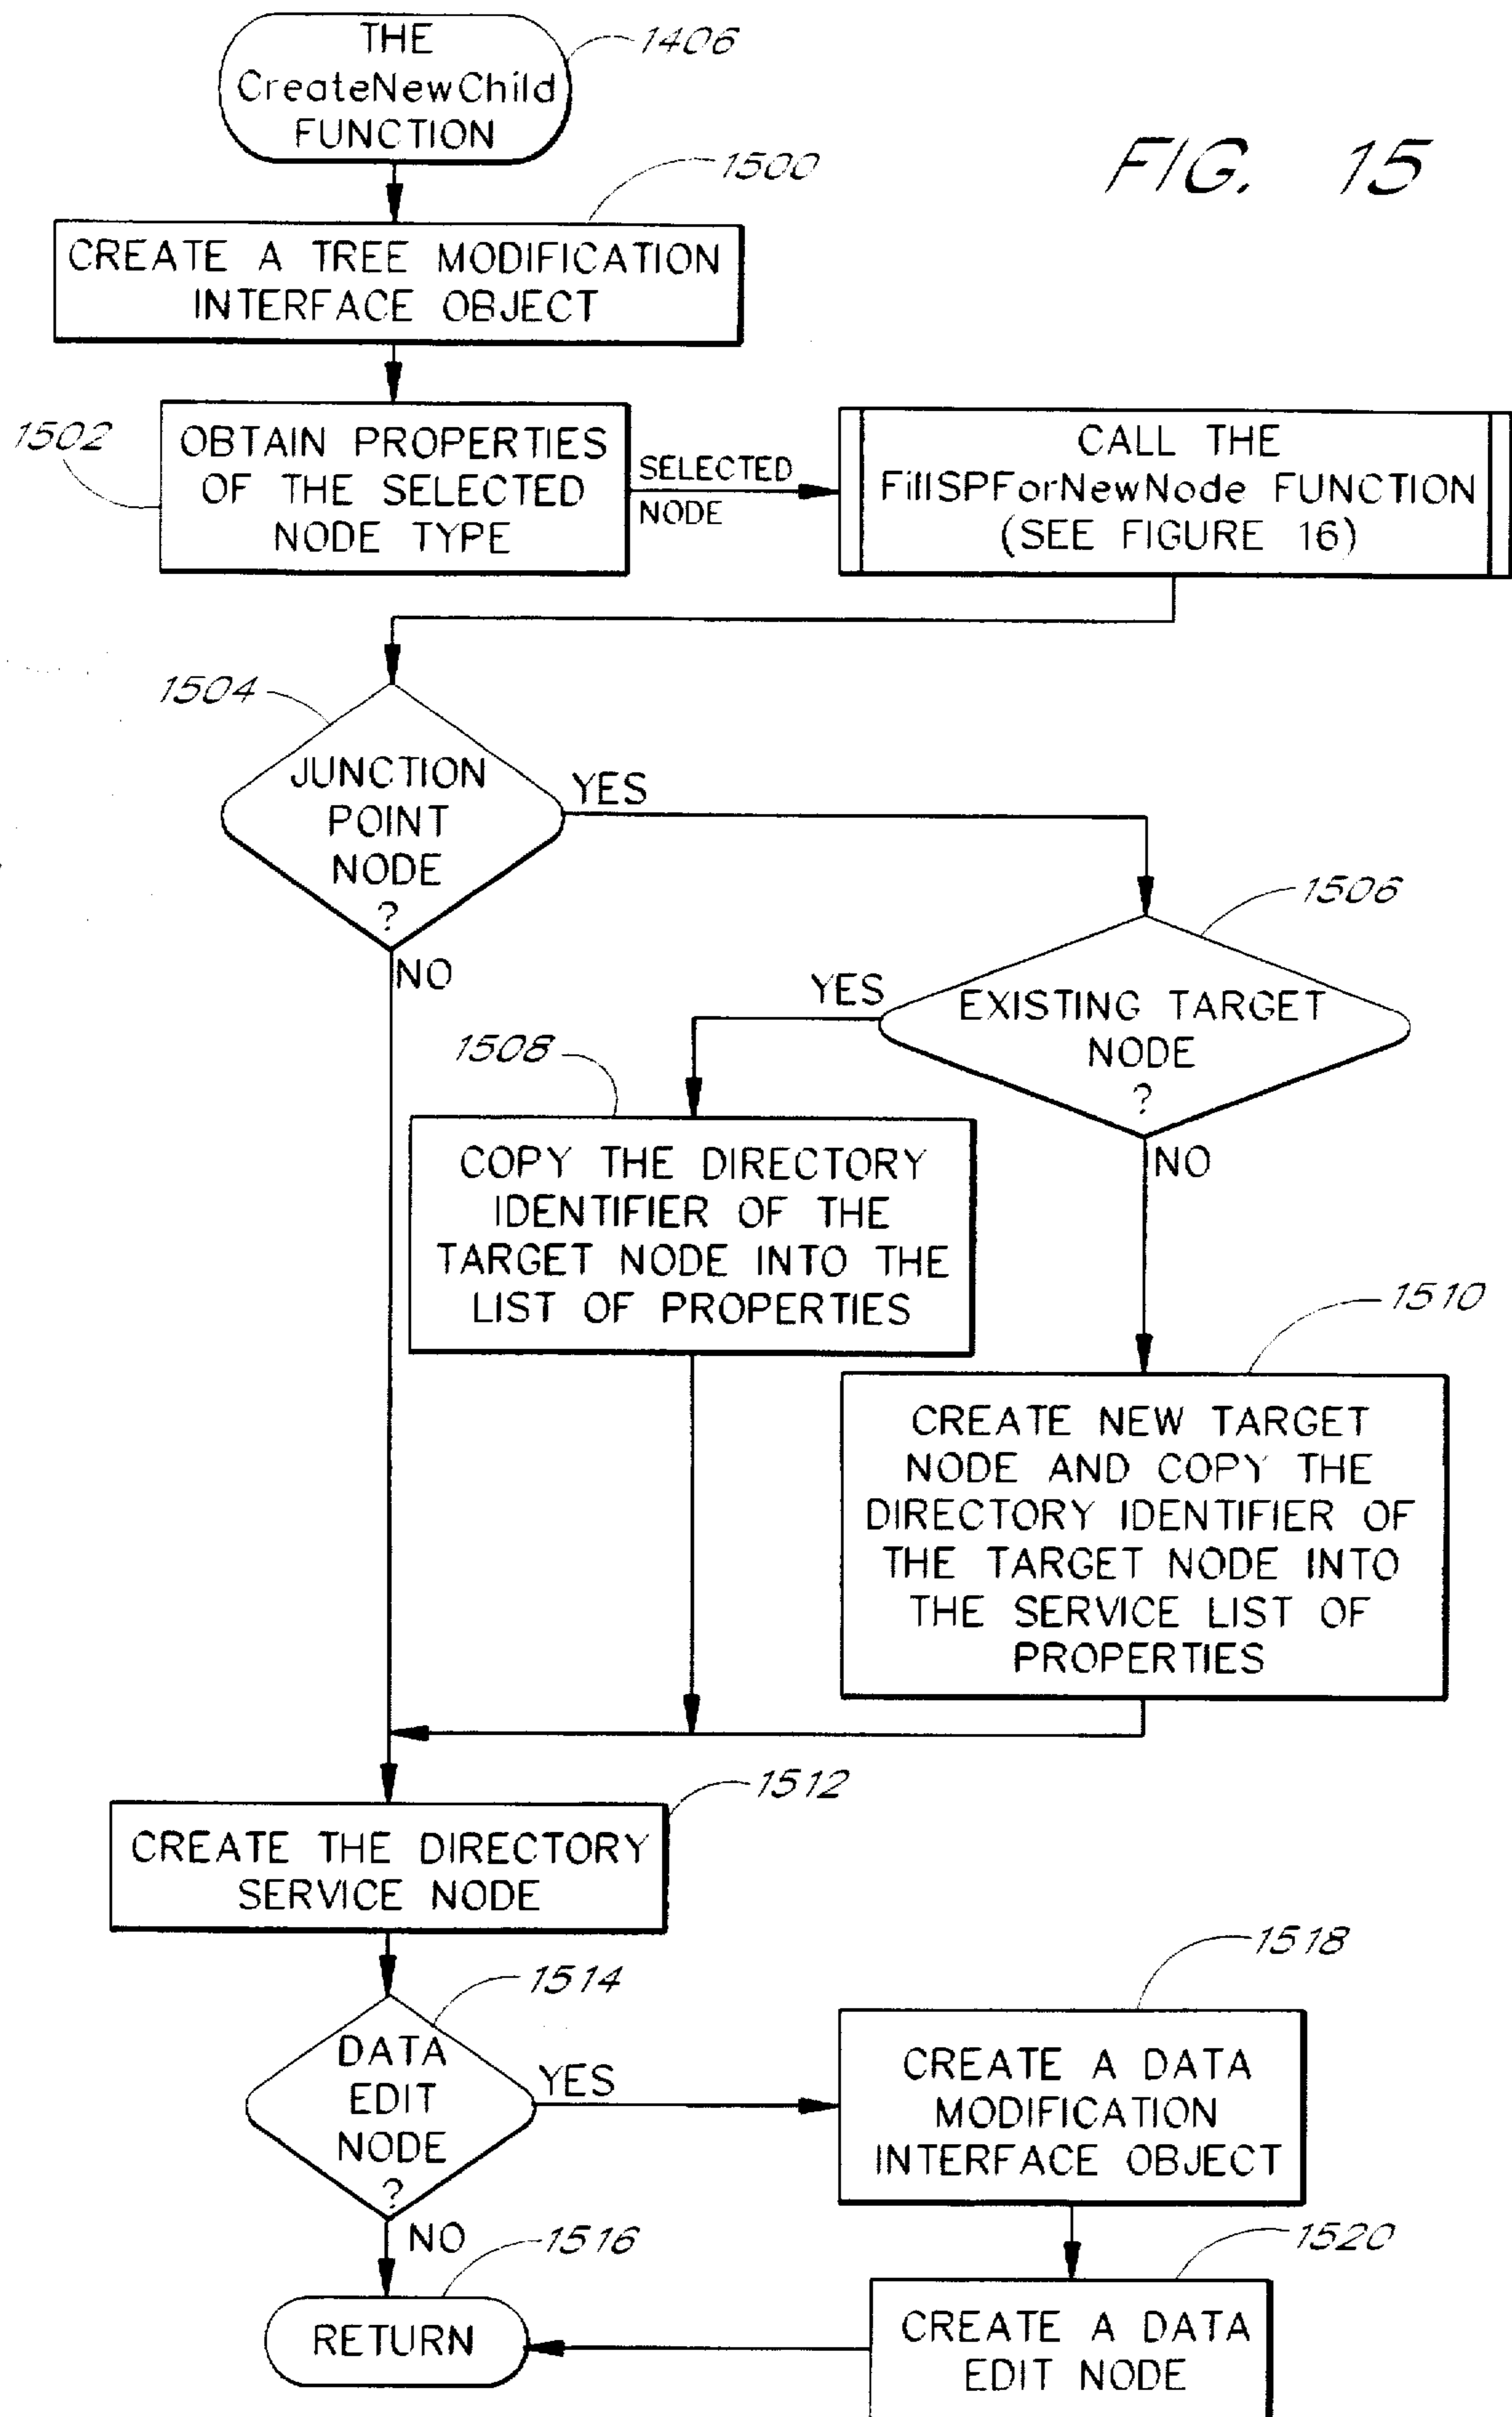 THE
CreateNewChild
FUNCTION
1406
FIG. 15
1500
CREATE A TREE MODIFICATION
INTERFACE OBJECT
1502
OBTAIN PROPERTIES
OF THE SELECTED
NODE TYPE
SELECTED
NODE
CALL THE
FillSPForNewNode FUNCTION
(SEE FIGURE 16)
1504
JUNCTION
POINT
NODE
?
YES
NO
1506
EXISTING TARGET
NODE
?
YES
NO
1508
COPY THE DIRECTORY
IDENTIFIER OF THE
TARGET NODE INTO THE
LIST OF PROPERTIES
1510
CREATE NEW TARGET
NODE AND COPY THE
DIRECTORY IDENTIFIER OF
THE TARGET NODE INTO
THE SERVICE LIST OF
PROPERTIES
1512
CREATE THE DIRECTORY
SERVICE NODE
1514
DATA
EDIT
NODE
?
YES
NO
1518
CREATE A DATA
MODIFICATION
INTERFACE OBJECT
1516
RETURN
1520
CREATE A DATA
EDIT NODE